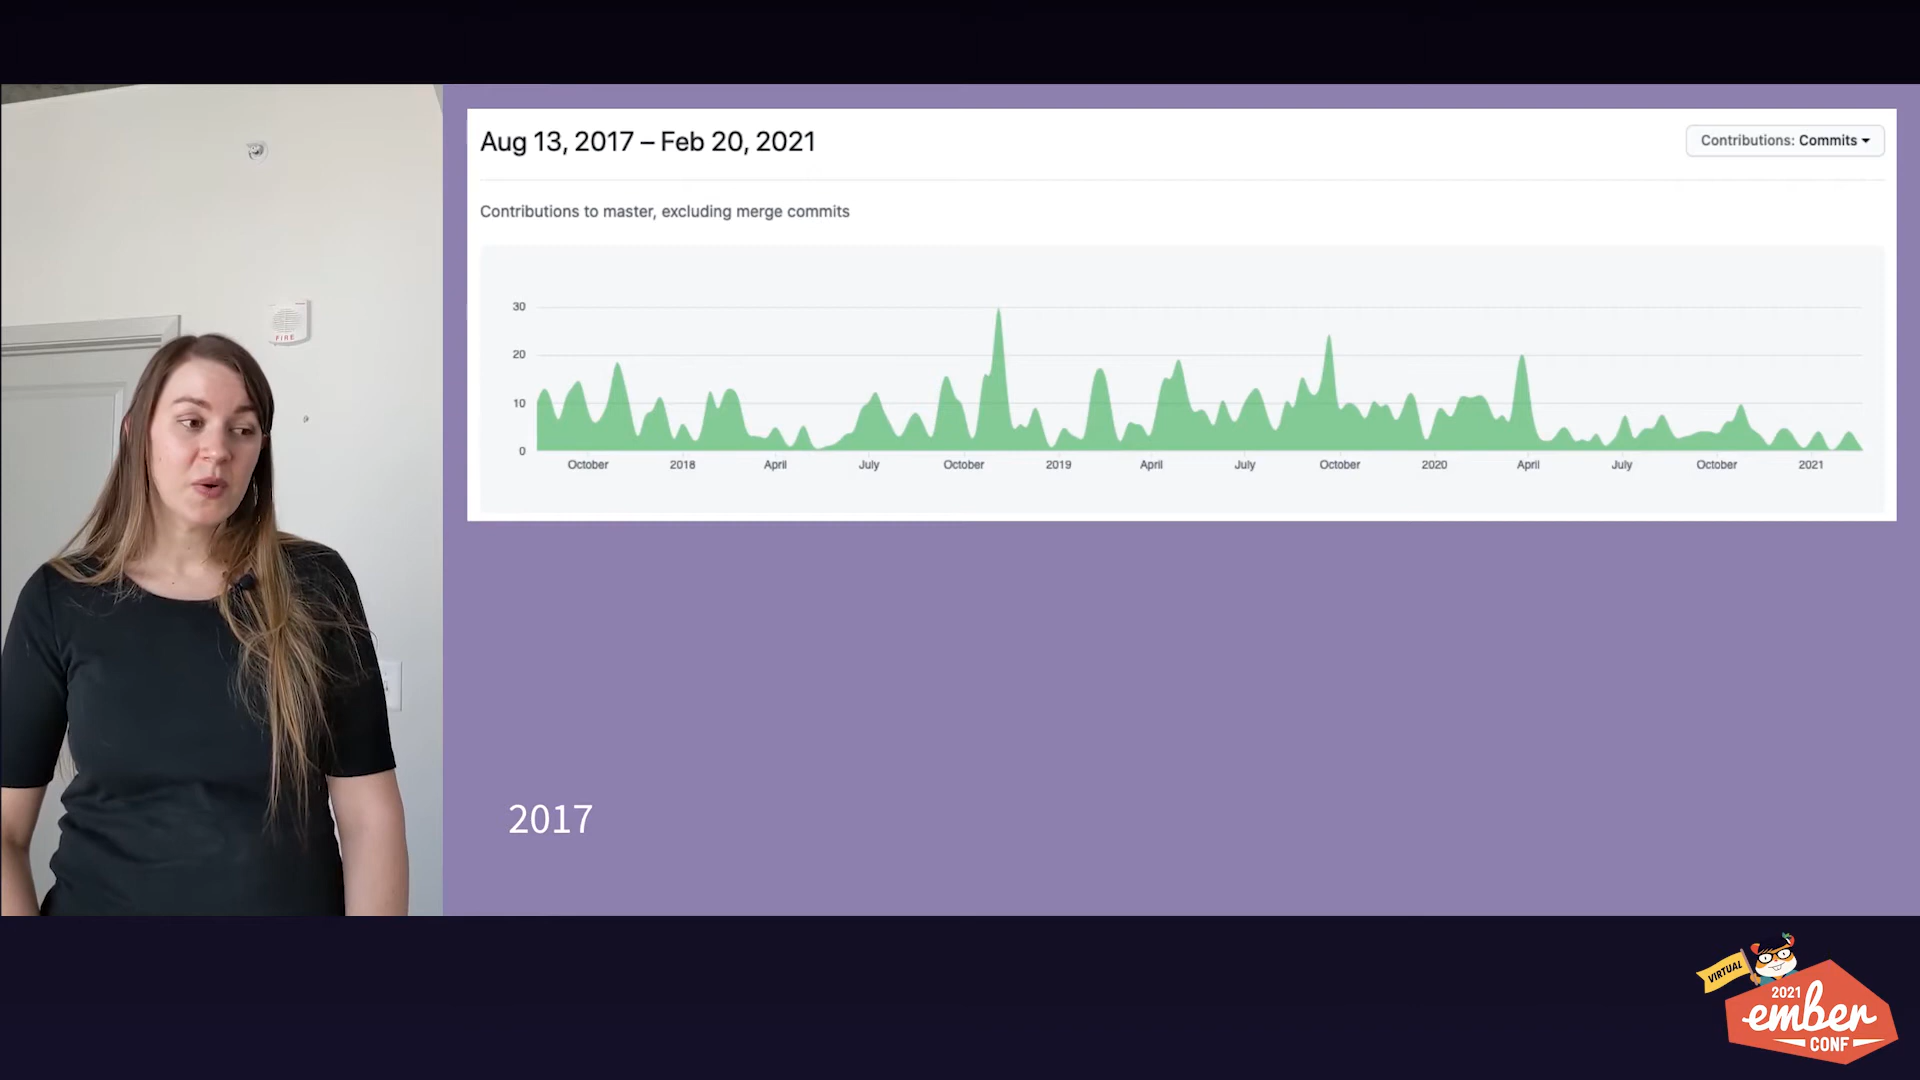 Aug 13, 2017 – Feb 20, 2021
Contributions: Commits
Contributions to master, excluding merge commits
30
20
10
0
October 2018 April July October 2019 April July October 2020 April July October 2021
FIRE
2017
VIRTUAL
2021
ember
CONF